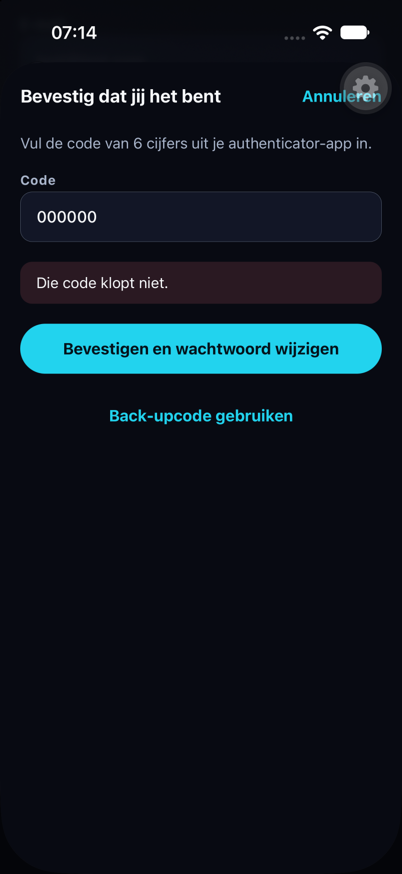 07:14
Bevestig dat jij het bent
Annuleren
Vul de code van 6 cijfers uit je authenticator-app in.
Code
000000
Die code klopt niet.
Bevestigen en wachtwoord wijzigen
Back-upcode gebruiken